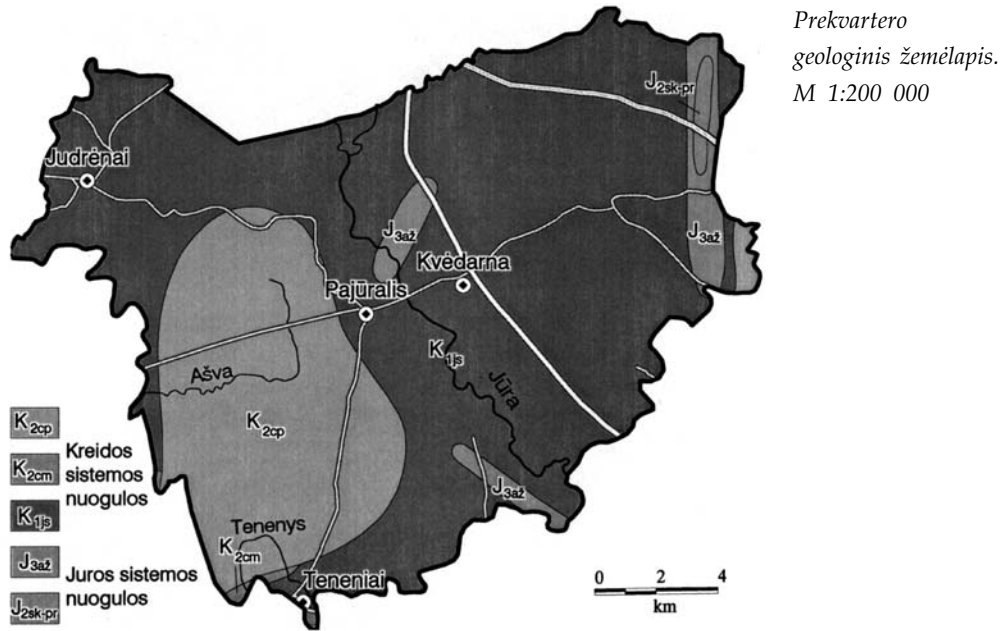 Prekvartero
geologinis žemėlapis.
M 1:200 000
J2sk-pr
Judrėnai
J3až
J3až
Kvėdarna
Pajūralis
K1js
Jūra
Ašva
K2cp
J3až
Tenenys
K2cm
Teneniai
K2cp
K2cm
K1js
Kreidos
sistemos
nuogulos
J3až
J2sk-pr
Juros sistemos
nuogulos
0 2 4
km